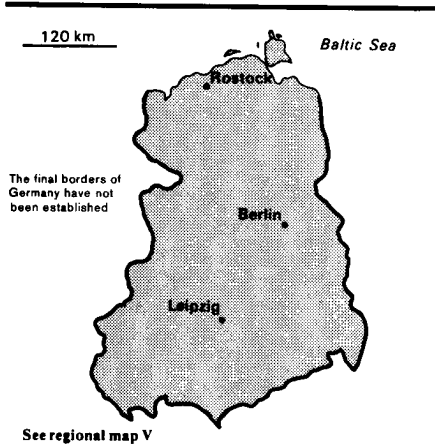 120 km
Baltic Sea
Rostock
The final borders of
Germany have not
been established
Berlin
Leipzig
See regional map V